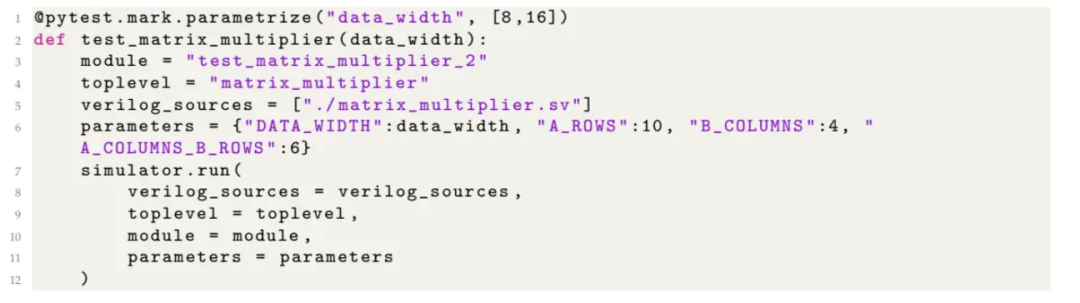 1 @pytest.mark.parametrize("data_width", [8,16])
2 def test_matrix_multiplier(data_width):
3     module = "test_matrix_multiplier_2"
4     toplevel = "matrix_multiplier"
5     verilog_sources = ["./matrix_multiplier.sv"]
6     parameters = {"DATA_WIDTH":data_width, "A_ROWS":10, "B_COLUMNS":4, "
      A_COLUMNS_B_ROWS":6}
7     simulator.run(
8         verilog_sources = verilog_sources,
9         toplevel = toplevel,
10         module = module,
11         parameters = parameters
12     )